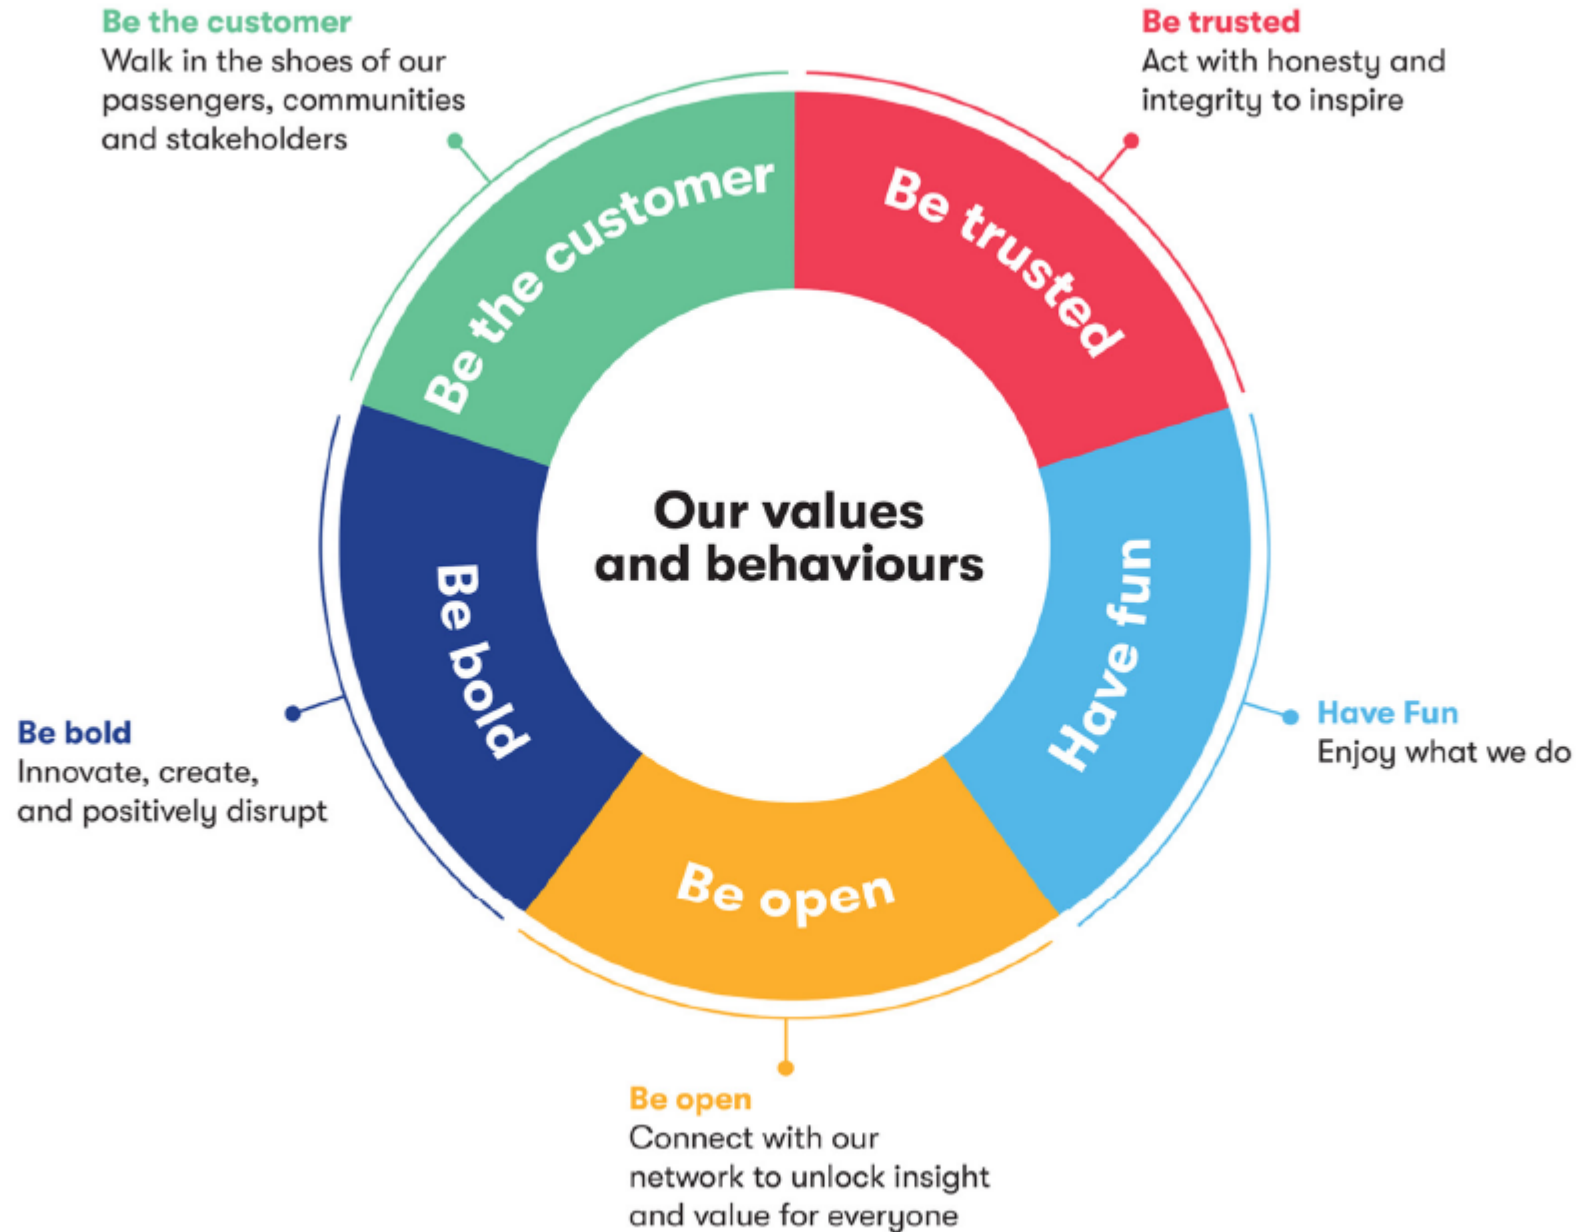 Be the customer
Walk in the shoes of our
passengers, communities
and stakeholders
Be trusted
Act with honesty and
integrity to inspire
Be the customer
Be trusted
Our values
and behaviours
Be bold
Have fun
Be bold
Innovate, create,
and positively disrupt
Have Fun
Enjoy what we do
Be open
Be open
Connect with our
network to unlock insight
and value for everyone